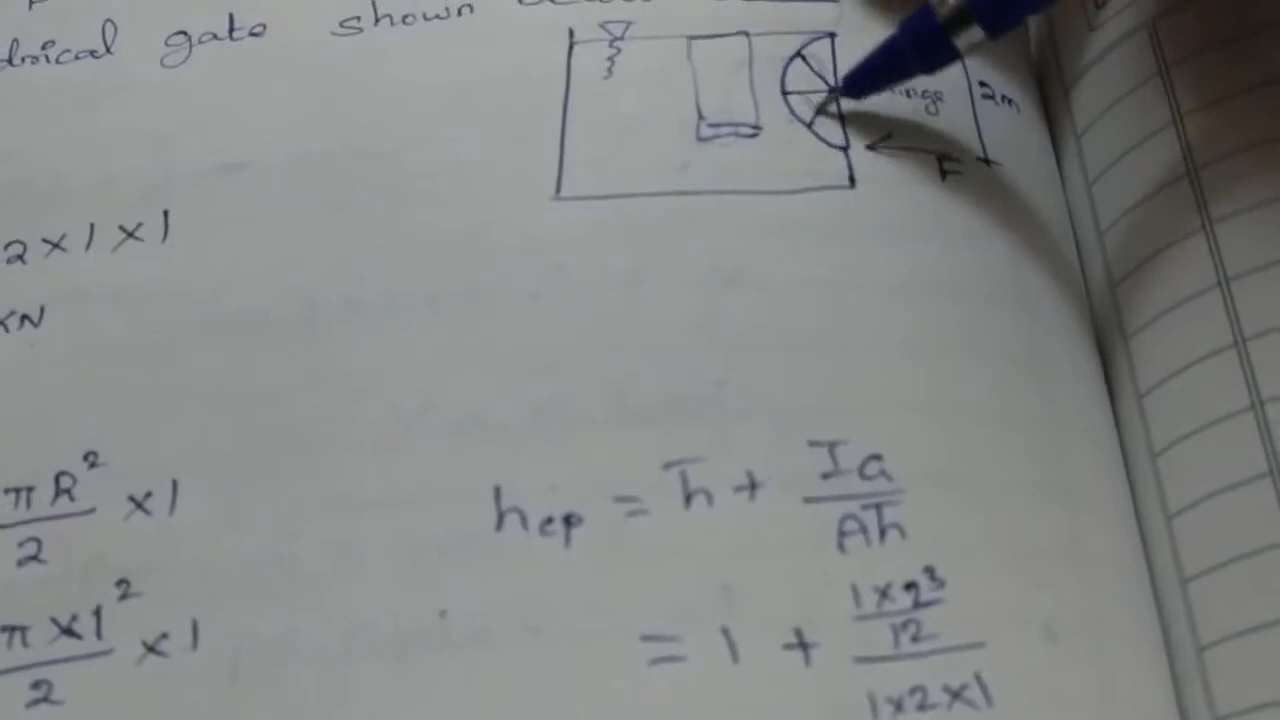 drical gate shown
2m
F
2 × 1 × 1
KN
πR² / 2 × 1
π × 1² / 2 × 1
hcp = h̄ + IG / Ah̄
= 1 + (1 × 2³ / 12) / (1 × 2 × 1)